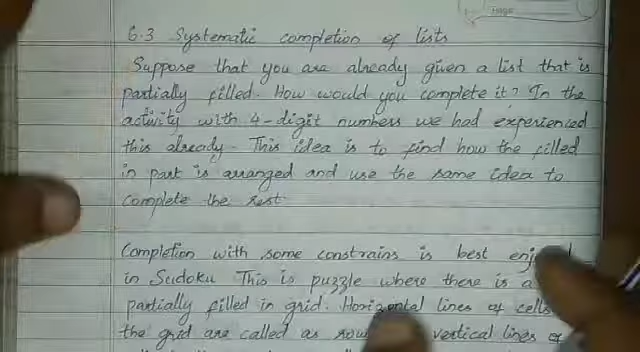 Page
6.3 Systematic completion of lists
Suppose that you are already given a list that is
partially filled. How would you complete it? In the
activity with 4-digit numbers we had experienced
this already. This idea is to find how the filled
in part is arranged and use the same idea to
complete the rest
Completion with some constrains is best
in Sudoku This is puzzle where there is a
partially filled in grid. Horizontal lines of cells
the grid are called as vertical lines of